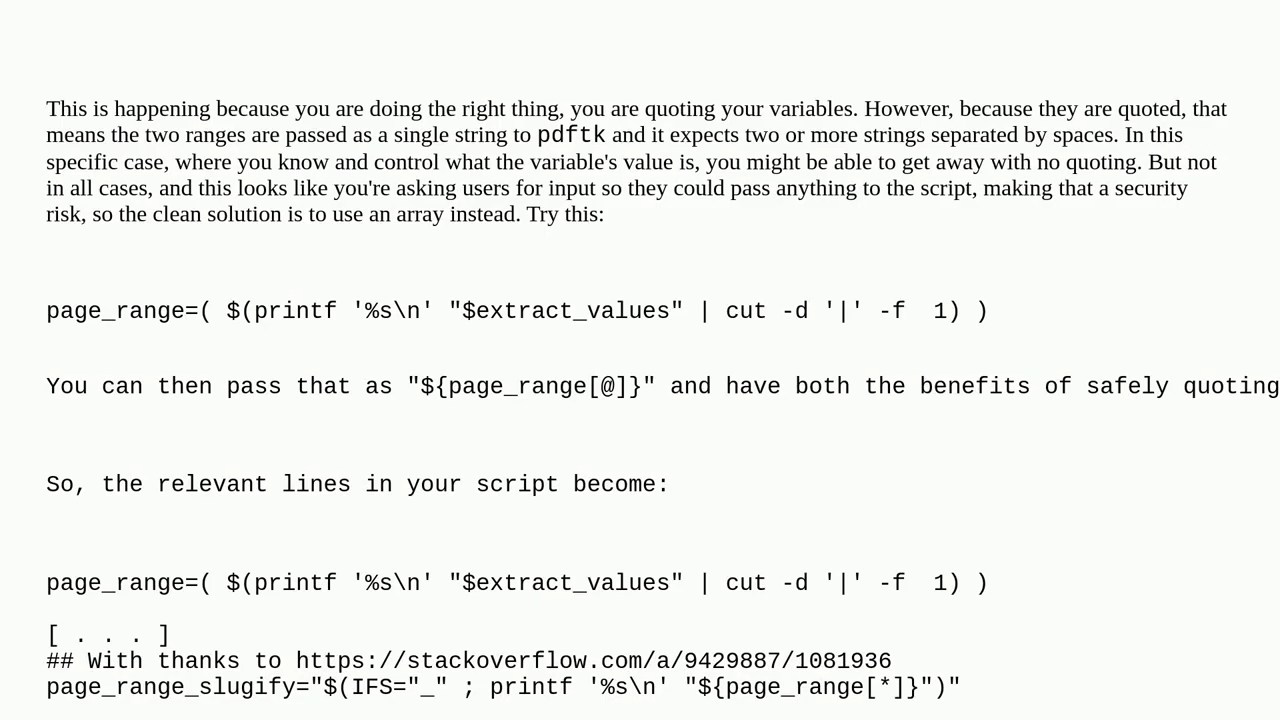 This is happening because you are doing the right thing, you are quoting your variables. However, because they are quoted, that
means the two ranges are passed as a single string to pdftk and it expects two or more strings separated by spaces. In this
specific case, where you know and control what the variable's value is, you might be able to get away with no quoting. But not
in all cases, and this looks like you're asking users for input so they could pass anything to the script, making that a security
risk, so the clean solution is to use an array instead. Try this:
page_range=( $(printf '%s\n' "$extract_values" | cut -d '|' -f  1) )
You can then pass that as "${page_range[@]}" and have both the benefits of safely quoting
So, the relevant lines in your script become:
page_range=( $(printf '%s\n' "$extract_values" | cut -d '|' -f  1) )
[ . . . ]
## With thanks to https://stackoverflow.com/a/9429887/1081936
page_range_slugify="$(IFS="_" ; printf '%s\n' "${page_range[*]}")"